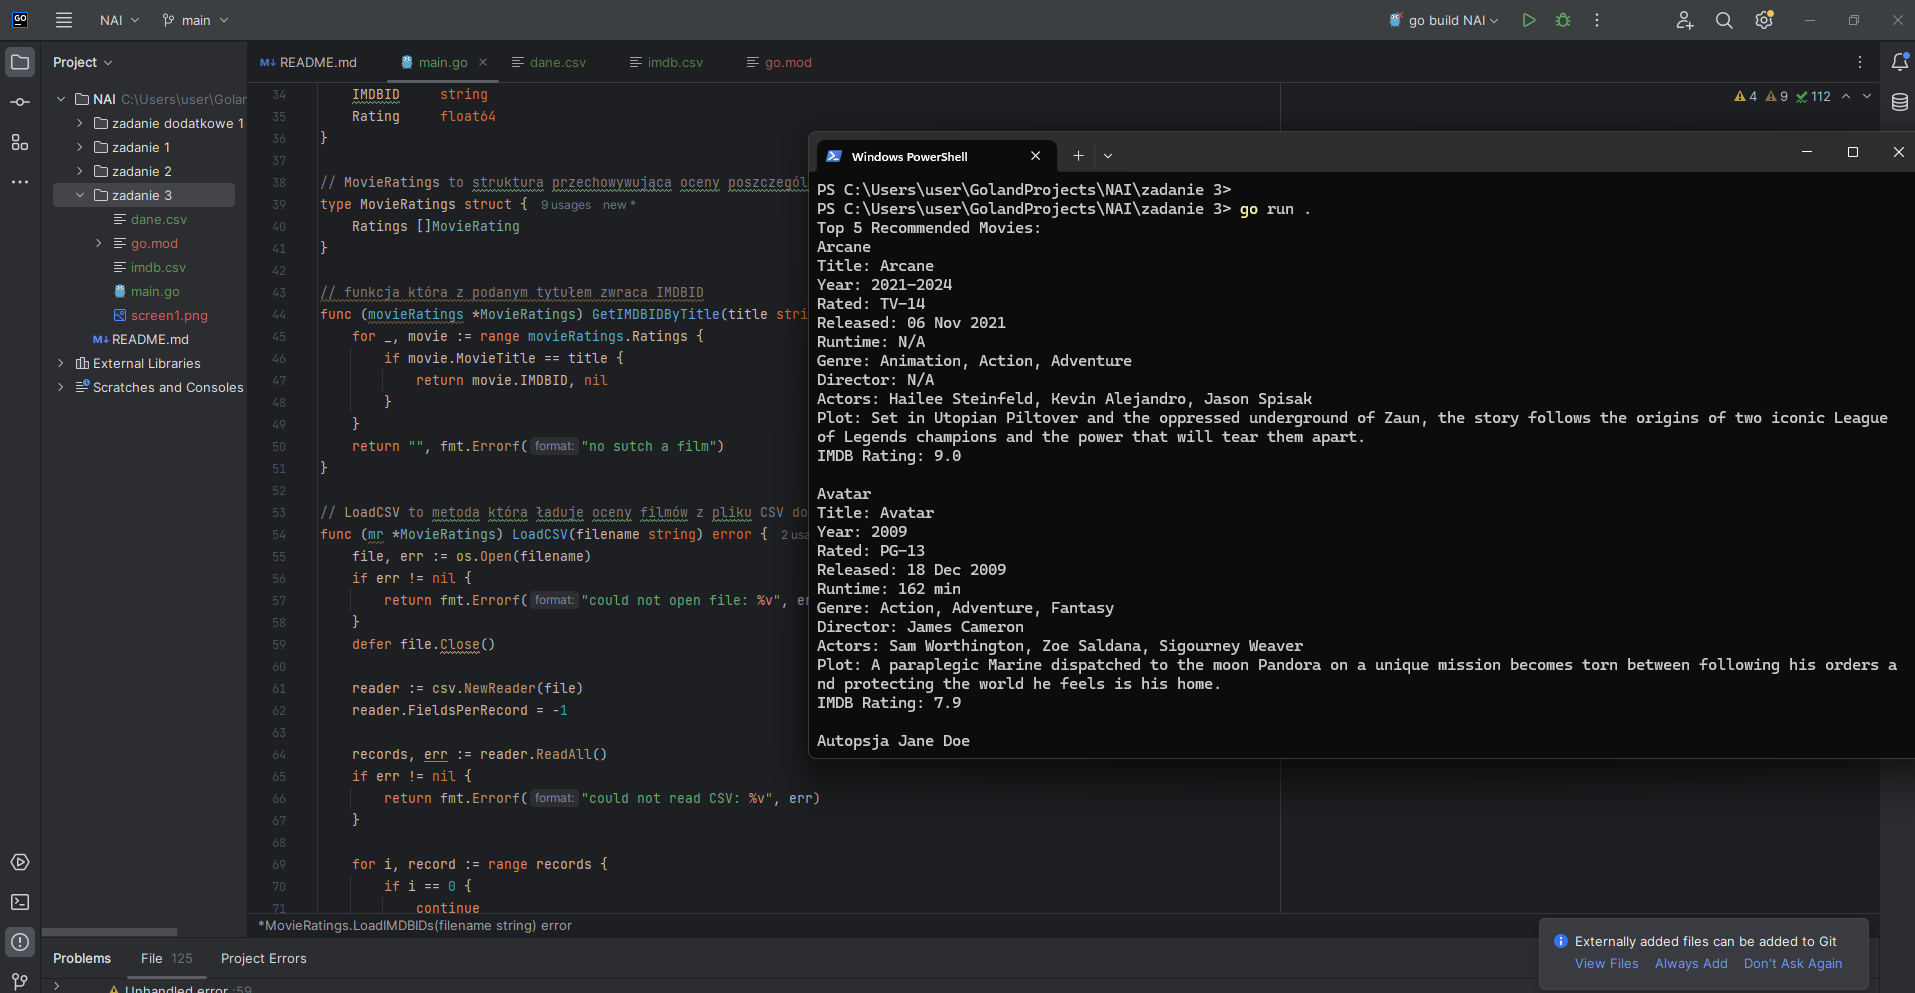 GO
NAI
main
go build NAI
Project
README.md
main.go
dane.csv
imdb.csv
go.mod
NAI C:\Users\user\Golar
zadanie dodatkowe 1
zadanie 1
zadanie 2
zadanie 3
dane.csv
go.mod
imdb.csv
main.go
screen1.png
README.md
External Libraries
Scratches and Consoles
4 9 112
34 IMDBID string
35 Rating float64
36 }
37
38 // MovieRatings to struktura przechowywująca oceny poszczegól
39 type MovieRatings struct { 9 usages new *
40 Ratings []MovieRating
41 }
42
43 // funkcja która z podanym tytułem zwraca IMDBID
44 func (movieRatings *MovieRatings) GetIMDBIDByTitle(title stri
45 for _, movie := range movieRatings.Ratings {
46 if movie.MovieTitle == title {
47 return movie.IMDBID, nil
48 }
49 }
50 return "", fmt.Errorf( format: "no sutch a film")
51 }
52
53 // LoadCSV to metoda która ładuje oceny filmów z pliku CSV do
54 func (mr *MovieRatings) LoadCSV(filename string) error { 2 usa
55 file, err := os.Open(filename)
56 if err != nil {
57 return fmt.Errorf( format: "could not open file: %v", er
58 }
59 defer file.Close()
60
61 reader := csv.NewReader(file)
62 reader.FieldsPerRecord = -1
63
64 records, err := reader.ReadAll()
65 if err != nil {
66 return fmt.Errorf( format: "could not read CSV: %v", err)
67 }
68
69 for i, record := range records {
70 if i == 0 {
71 continue
*MovieRatings.LoadIMDBIDs(filename string) error
Windows PowerShell
PS C:\Users\user\GolandProjects\NAI\zadanie 3>
PS C:\Users\user\GolandProjects\NAI\zadanie 3> go run .
Top 5 Recommended Movies:
Arcane
Title: Arcane
Year: 2021–2024
Rated: TV-14
Released: 06 Nov 2021
Runtime: N/A
Genre: Animation, Action, Adventure
Director: N/A
Actors: Hailee Steinfeld, Kevin Alejandro, Jason Spisak
Plot: Set in Utopian Piltover and the oppressed underground of Zaun, the story follows the origins of two iconic League
of Legends champions and the power that will tear them apart.
IMDB Rating: 9.0
Avatar
Title: Avatar
Year: 2009
Rated: PG-13
Released: 18 Dec 2009
Runtime: 162 min
Genre: Action, Adventure, Fantasy
Director: James Cameron
Actors: Sam Worthington, Zoe Saldana, Sigourney Weaver
Plot: A paraplegic Marine dispatched to the moon Pandora on a unique mission becomes torn between following his orders a
nd protecting the world he feels is his home.
IMDB Rating: 7.9
Autopsja Jane Doe
Problems File 125 Project Errors
Unhandled error :59
Externally added files can be added to Git
View Files Always Add Don't Ask Again